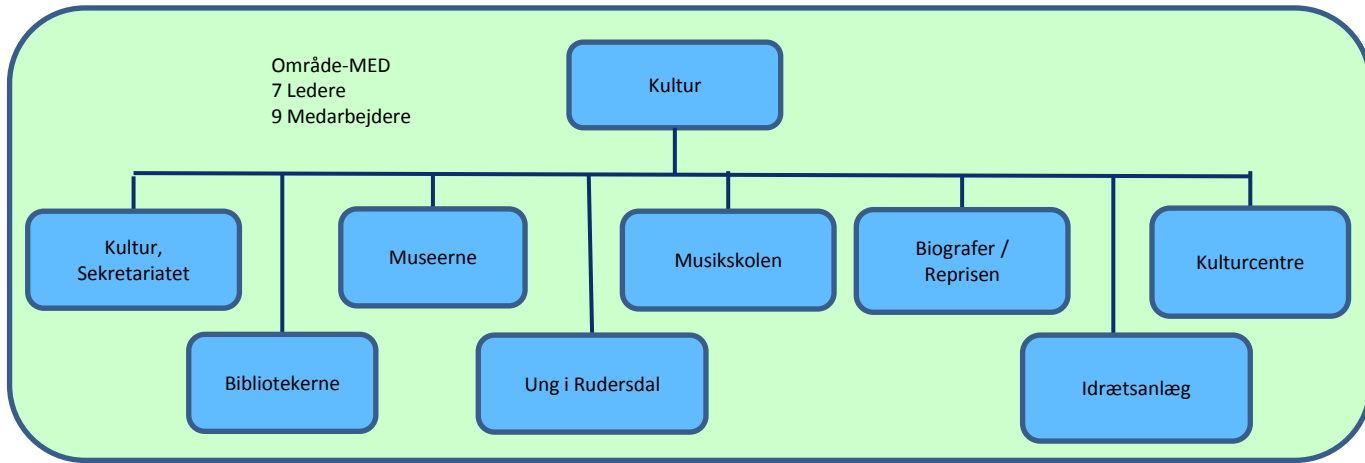 Område-MED
7 Ledere
9 Medarbejdere
Kultur
Kultur,
Sekretariatet
Museerne
Musikskolen
Biografer /
Reprisen
Kulturcentre
Bibliotekerne
Ung i Rudersdal
Idrætsanlæg